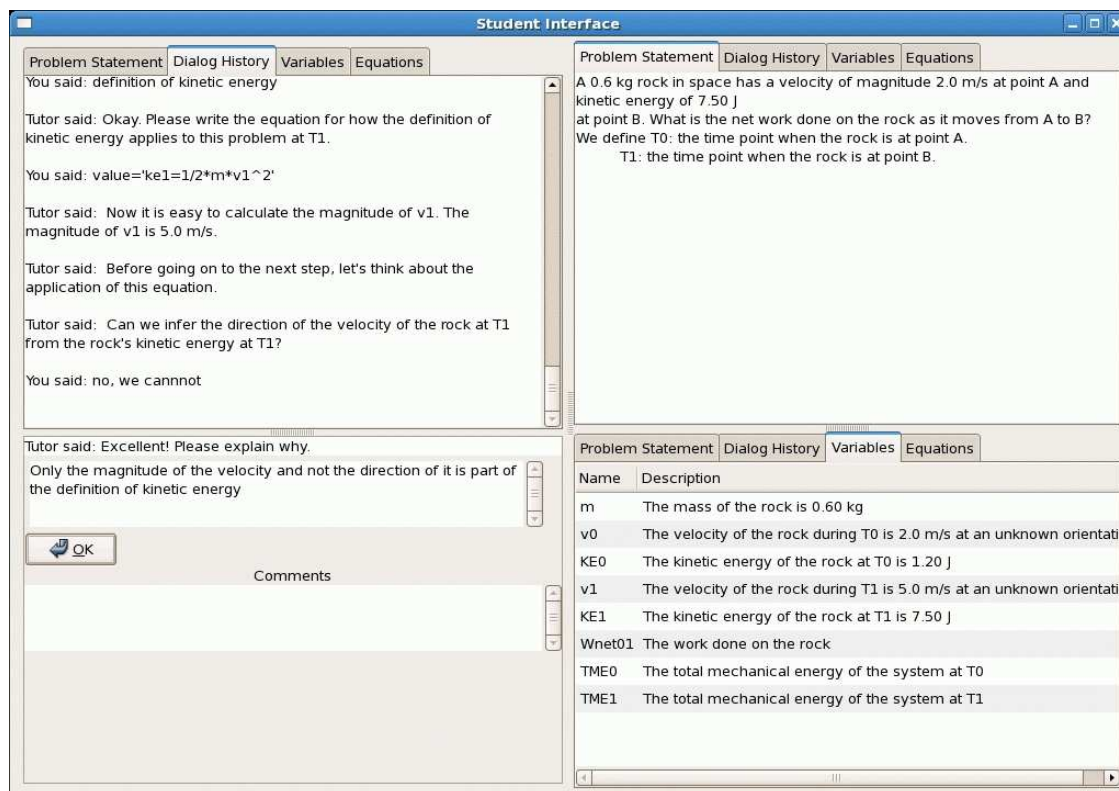 Student Interface
Problem Statement Dialog History Variables Equations
You said: definition of kinetic energy
Tutor said: Okay. Please write the equation for how the definition of
kinetic energy applies to this problem at T1.
You said: value='ke1=1/2*m*v1^2'
Tutor said: Now it is easy to calculate the magnitude of v1. The
magnitude of v1 is 5.0 m/s.
Tutor said: Before going on to the next step, let's think about the
application of this equation.
Tutor said: Can we infer the direction of the velocity of the rock at T1
from the rock's kinetic energy at T1?
You said: no, we cannnot
Tutor said: Excellent! Please explain why.
Only the magnitude of the velocity and not the direction of it is part of
the definition of kinetic energy
OK
Comments
Problem Statement Dialog History Variables Equations
A 0.6 kg rock in space has a velocity of magnitude 2.0 m/s at point A and
kinetic energy of 7.50 J
at point B. What is the net work done on the rock as it moves from A to B?
We define T0: the time point when the rock is at point A.
T1: the time point when the rock is at point B.
Problem Statement Dialog History Variables Equations
Name Description
m The mass of the rock is 0.60 kg
v0 The velocity of the rock during T0 is 2.0 m/s at an unknown orientati
KE0 The kinetic energy of the rock at T0 is 1.20 J
v1 The velocity of the rock during T1 is 5.0 m/s at an unknown orientati
KE1 The kinetic energy of the rock at T1 is 7.50 J
Wnet01 The work done on the rock
TME0 The total mechanical energy of the system at T0
TME1 The total mechanical energy of the system at T1